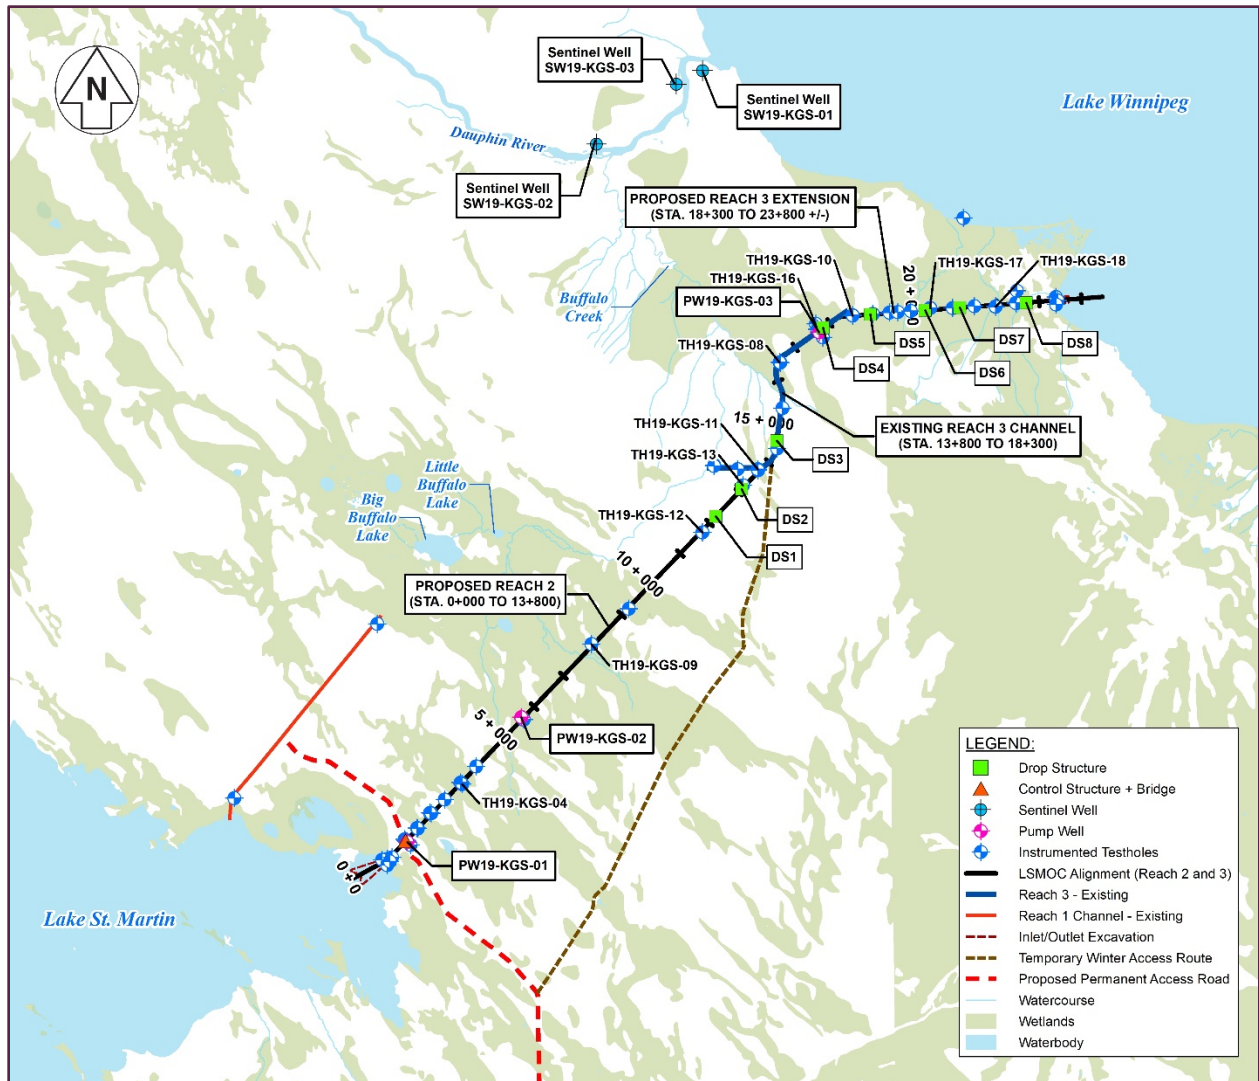 N
Sentinel Well
SW19-KGS-03
Sentinel Well
SW19-KGS-01
Lake Winnipeg
Dauphin River
Sentinel Well
SW19-KGS-02
PROPOSED REACH 3 EXTENSION
(STA. 18+300 TO 23+800 +/-)
TH19-KGS-10
TH19-KGS-16
PW19-KGS-03
20 + 000
TH19-KGS-17
TH19-KGS-18
Buffalo
Creek
TH19-KGS-08
DS4
DS5
DS6
DS7
DS8
15 + 000
EXISTING REACH 3 CHANNEL
(STA. 13+800 TO 18+300)
TH19-KGS-11
TH19-KGS-13
DS3
Little
Buffalo
Lake
Big
Buffalo
Lake
TH19-KGS-12
DS2
DS1
10 + 000
PROPOSED REACH 2
(STA. 0+000 TO 13+800)
TH19-KGS-09
5 + 000
PW19-KGS-02
TH19-KGS-04
PW19-KGS-01
0+0
Lake St. Martin
LEGEND:
Drop Structure
Control Structure + Bridge
Sentinel Well
Pump Well
Instrumented Testholes
LSMOC Alignment (Reach 2 and 3)
Reach 3 - Existing
Reach 1 Channel - Existing
Inlet/Outlet Excavation
Temporary Winter Access Route
Proposed Permanent Access Road
Watercourse
Wetlands
Waterbody